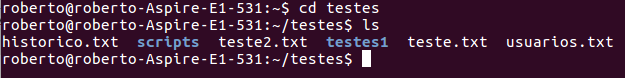 roberto@roberto-Aspire-E1-531:~$ cd testes
roberto@roberto-Aspire-E1-531:~/testes$ ls
historico.txt  scripts  teste2.txt  testes1  teste.txt  usuarios.txt
roberto@roberto-Aspire-E1-531:~/testes$